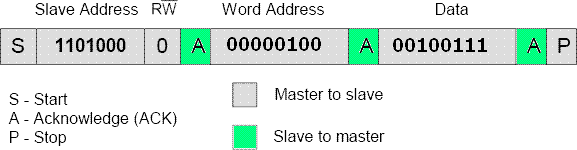 Slave Address RW Word Address Data
S 1101000 0 A 00000100 A 00100111 A P
S - Start
A - Acknowledge (ACK)
P - Stop
Master to slave
Slave to master